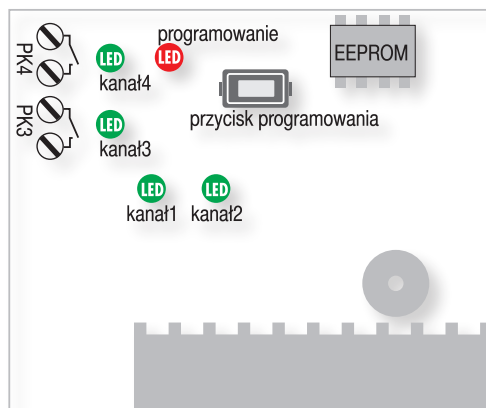 programowanie
EEPROM
PK4
LED
LED
kanał4
przycisk programowania
PK3
LED
kanał3
LED
LED
kanał1
kanał2